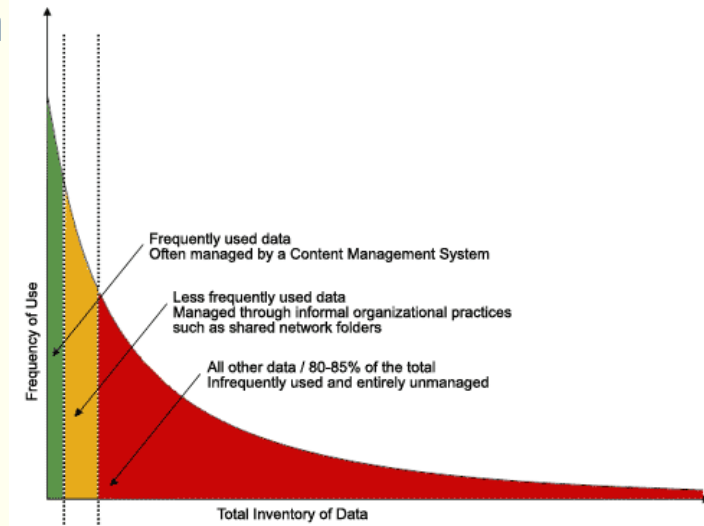 Frequently used data
Often managed by a Content Management System
Less frequently used data
Managed through informal organizational practices
such as shared network folders
All other data / 80-85% of the total
Infrequently used and entirely unmanaged
Frequency of Use
Total Inventory of Data